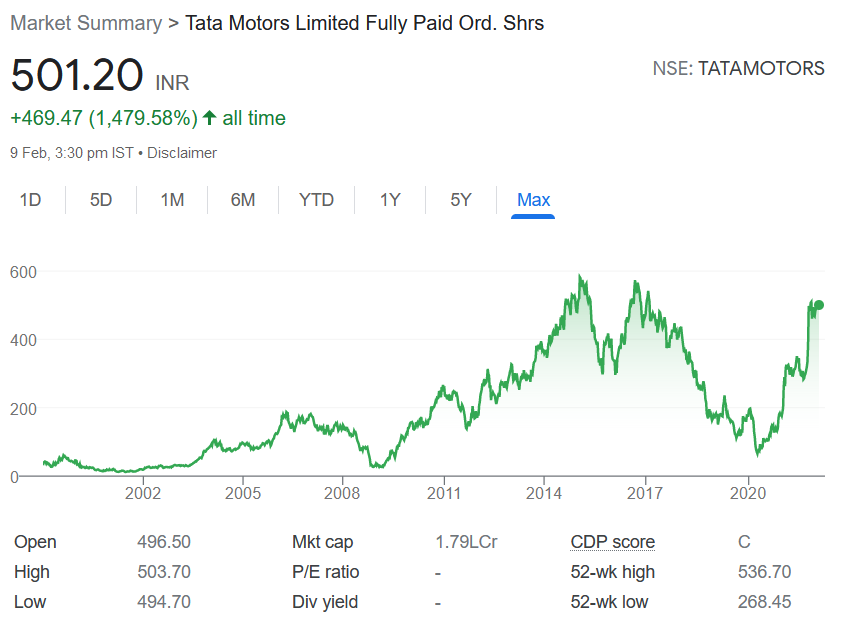 Market Summary > Tata Motors Limited Fully Paid Ord. Shrs
501.20 INR
NSE: TATAMOTORS
+469.47 (1,479.58%) ↑ all time
9 Feb, 3:30 pm IST • Disclaimer
1D 5D 1M 6M YTD 1Y 5Y Max
600
400
200
0
2002 2005 2008 2011 2014 2017 2020
Open 496.50 Mkt cap 1.79LCr CDP score C
High 503.70 P/E ratio - 52-wk high 536.70
Low 494.70 Div yield - 52-wk low 268.45